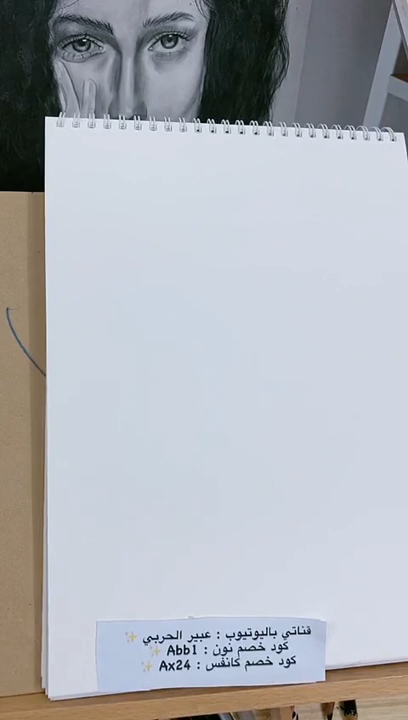 قناتي باليوتيوب : عبير الحربي ✨
كود خصم نون : Abb1 ✨
كود خصم كانفس : Ax24 ✨